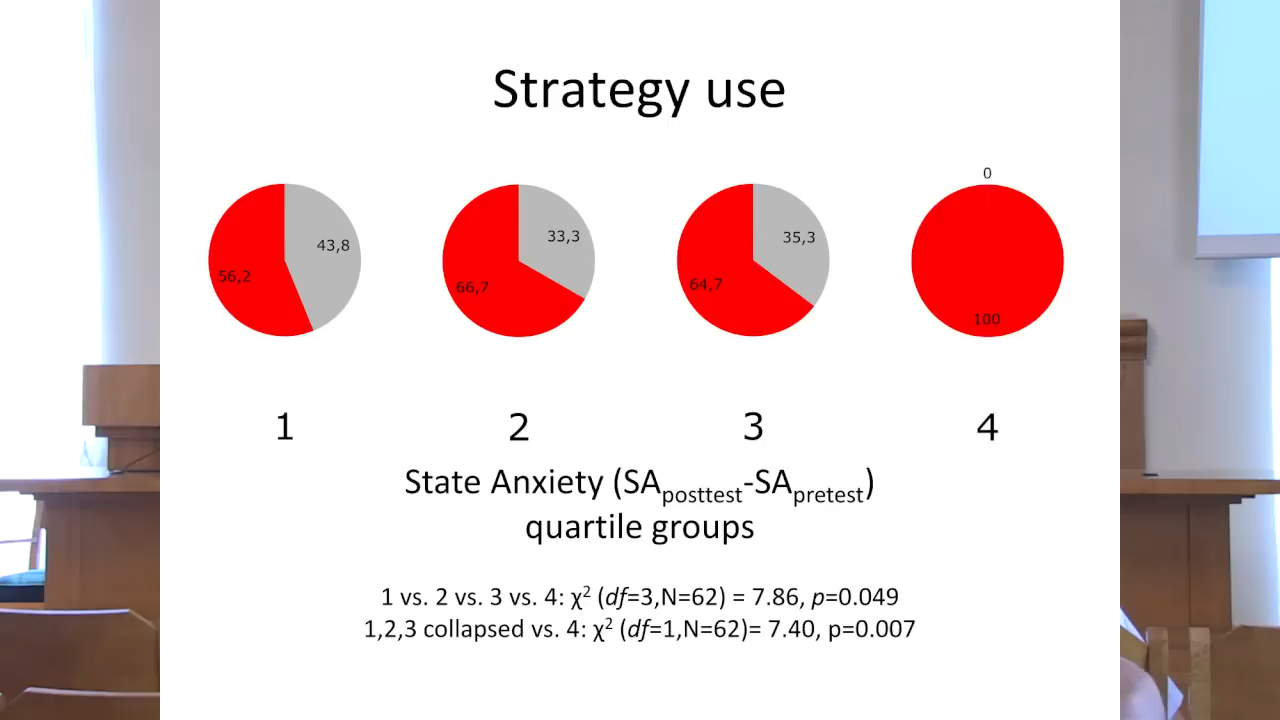 Strategy use
0
43,8
56,2
33,3
66,7
35,3
64,7
100
1
2
3
4
State Anxiety (SAposttest-SApretest)
quartile groups
1 vs. 2 vs. 3 vs. 4: χ² (df=3,N=62) = 7.86, p=0.049
1,2,3 collapsed vs. 4: χ² (df=1,N=62)= 7.40, p=0.007